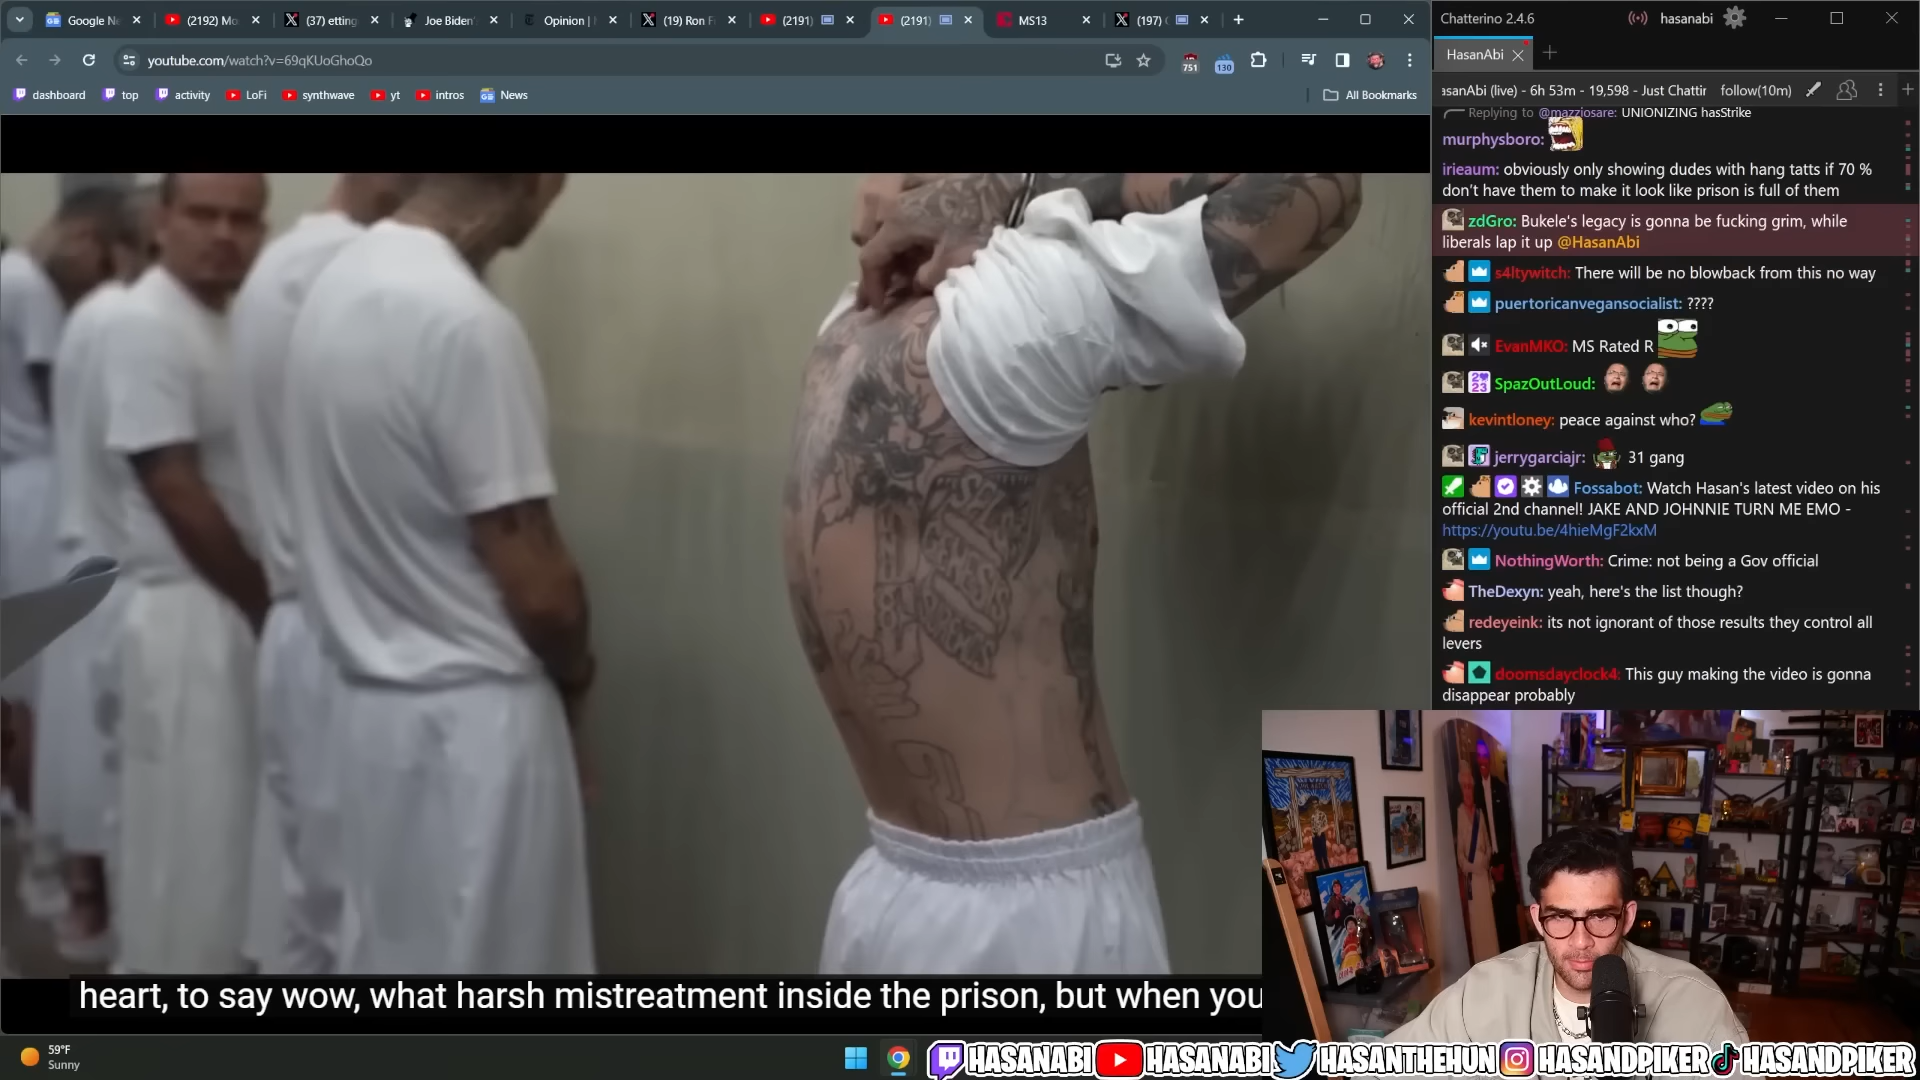 Google Ne
(2192) Mo
(37) etting
Joe Biden'
Opinion |
(19) Ron F
(2191)
(2191)
MS13
(197)
youtube.com/watch?v=69qKUoGhoQo
751
130
dashboard
top
activity
LoFi
synthwave
yt
intros
News
All Bookmarks
heart, to say wow, what harsh mistreatment inside the prison, but when you
Chatterino 2.4.6
hasanabi
HasanAbi
asanAbi (live) - 6h 53m - 19,598 - Just Chattir
follow(10m)
Replying to @mazziosare: UNIONIZING hasStrike
murphysboro:
irieaum: obviously only showing dudes with hang tatts if 70 %
don't have them to make it look like prison is full of them
zdGro: Bukele's legacy is gonna be fucking grim, while
liberals lap it up @HasanAbi
s4ltywitch: There will be no blowback from this no way
puertoricanvegansocialist: ????
EvanMKO: MS Rated R
SpazOutLoud:
kevintloney: peace against who?
jerrygarciajr: 31 gang
Fossabot: Watch Hasan's latest video on his
official 2nd channel! JAKE AND JOHNNIE TURN ME EMO -
https://youtu.be/4hieMgF2kxM
NothingWorth: Crime: not being a Gov official
TheDexyn: yeah, here's the list though?
redeyeink: its not ignorant of those results they control all
levers
doomsdayclock4: This guy making the video is gonna
disappear probably
59°F
Sunny
HASANABI
HASANABI
HASANTHEHUN
HASANDPIKER
HASANDPIKER